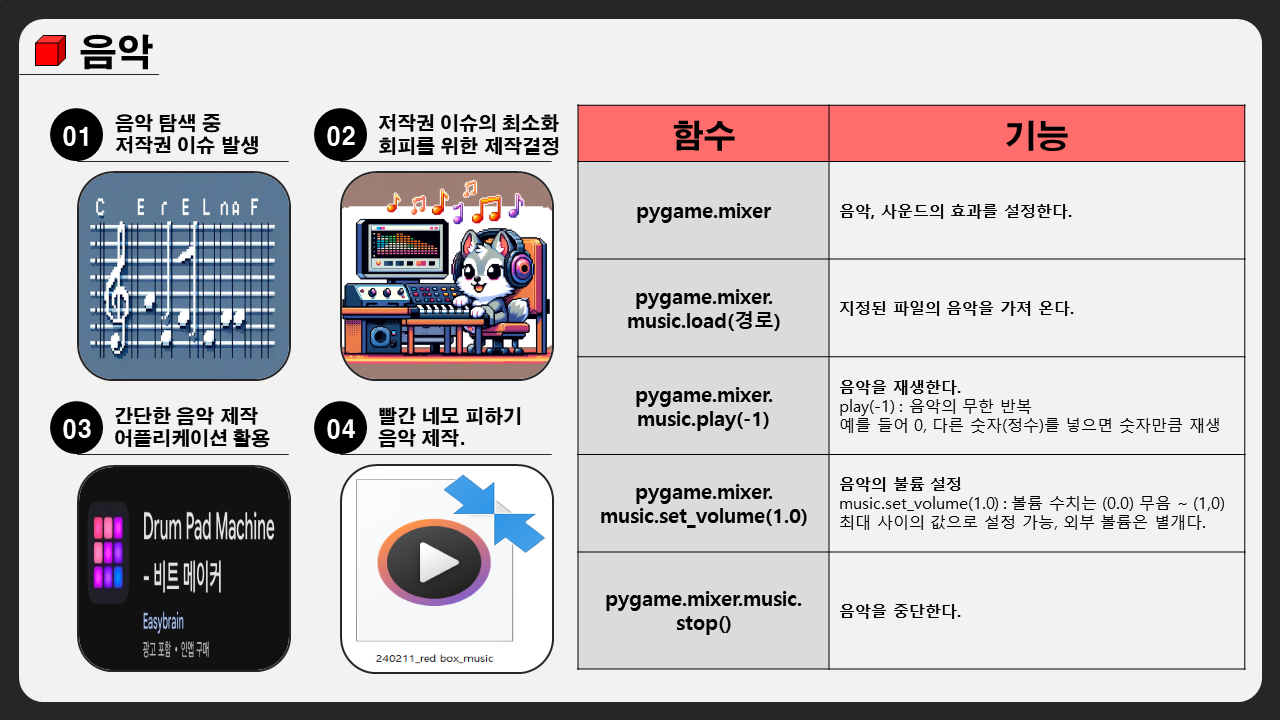 음악
01
음악 탐색 중
저작권 이슈 발생
C E r E L n A F
02
저작권 이슈의 최소화
회피를 위한 제작결정
03
간단한 음악 제작
어플리케이션 활용
Drum Pad Machine
- 비트 메이커
Easybrain
광고 포함 • 인앱 구매
04
빨간 네모 피하기
음악 제작.
240211_red box_music
함수
기능
pygame.mixer
음악, 사운드의 효과를 설정한다.
pygame.mixer.
music.load(경로)
지정된 파일의 음악을 가져 온다.
pygame.mixer.
music.play(-1)
음악을 재생한다.
play(-1) : 음악의 무한 반복
예를 들어 0, 다른 숫자(정수)를 넣으면 숫자만큼 재생
pygame.mixer.
music.set_volume(1.0)
음악의 볼륨 설정
music.set_volume(1.0) : 볼륨 수치는 (0.0) 무음 ~ (1,0)
최대 사이의 값으로 설정 가능, 외부 볼륨은 별개다.
pygame.mixer.music.
stop()
음악을 중단한다.